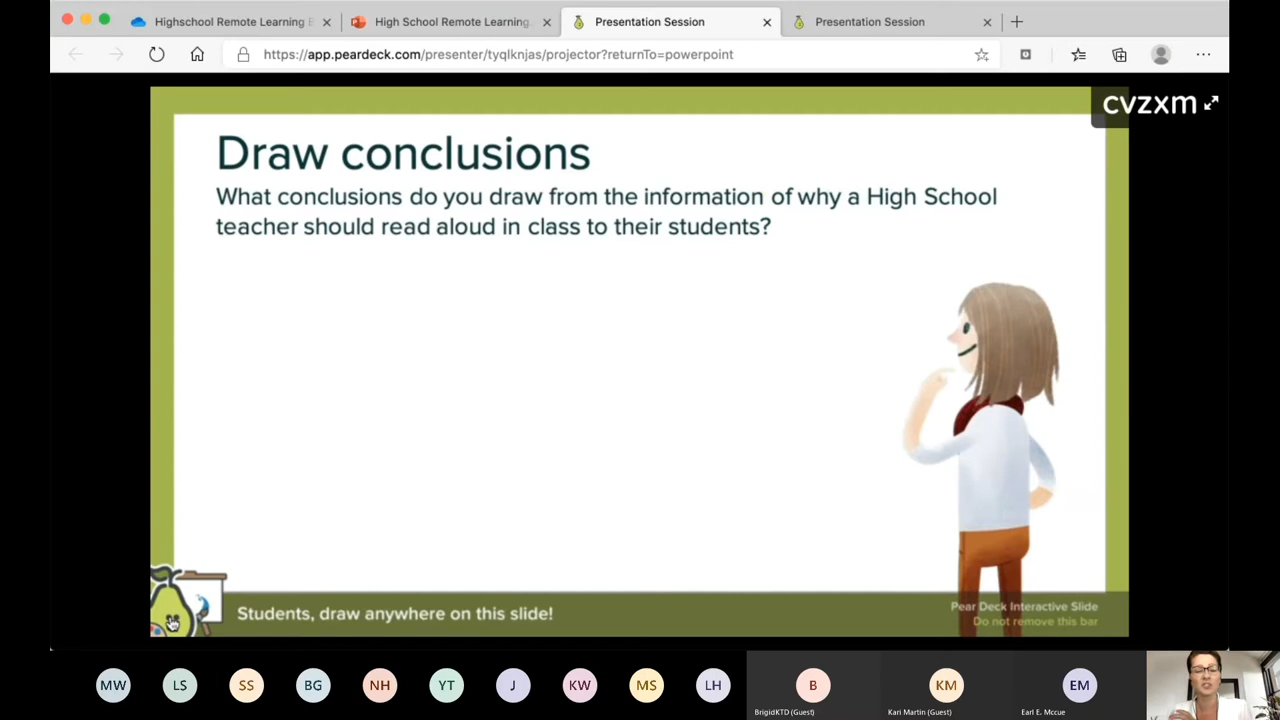 Highschool Remote Learning
High School Remote Learning
Presentation Session
Presentation Session
https://app.peardeck.com/presenter/tyqlknjas/projector?returnTo=powerpoint
cvzxm
Draw conclusions
What conclusions do you draw from the information of why a High School
teacher should read aloud in class to their students?
Students, draw anywhere on this slide!
Pear Deck Interactive Slide
Do not remove this bar
MW
LS
SS
BG
NH
YT
J
KW
MS
LH
B
KM
EM
BrigidKTD (Guest)
Kari Martin (Guest)
Earl E. Mccue